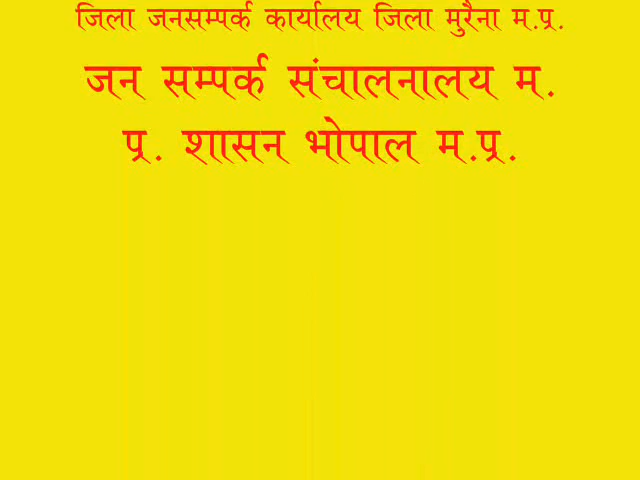 जिला जनसम्पर्क कार्यालय जिला मुरैना म.प्र.
जन सम्पर्क संचालनालय म.
प्र. शासन भोपाल म.प्र.